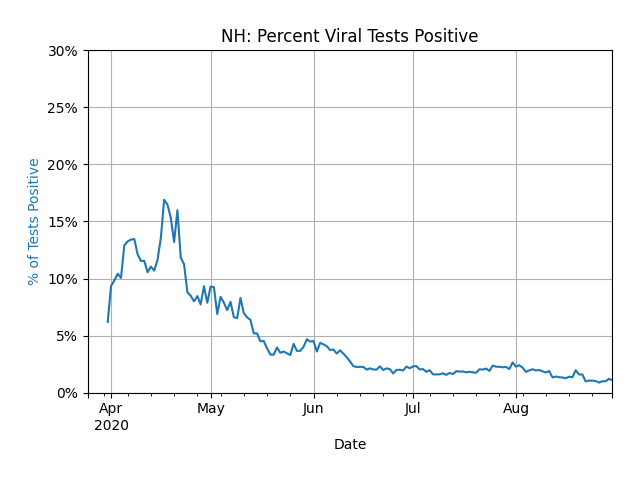 NH: Percent Viral Tests Positive
30%
25%
20%
15%
10%
5%
0%
% of Tests Positive
Apr May Jun Jul Aug
2020
Date